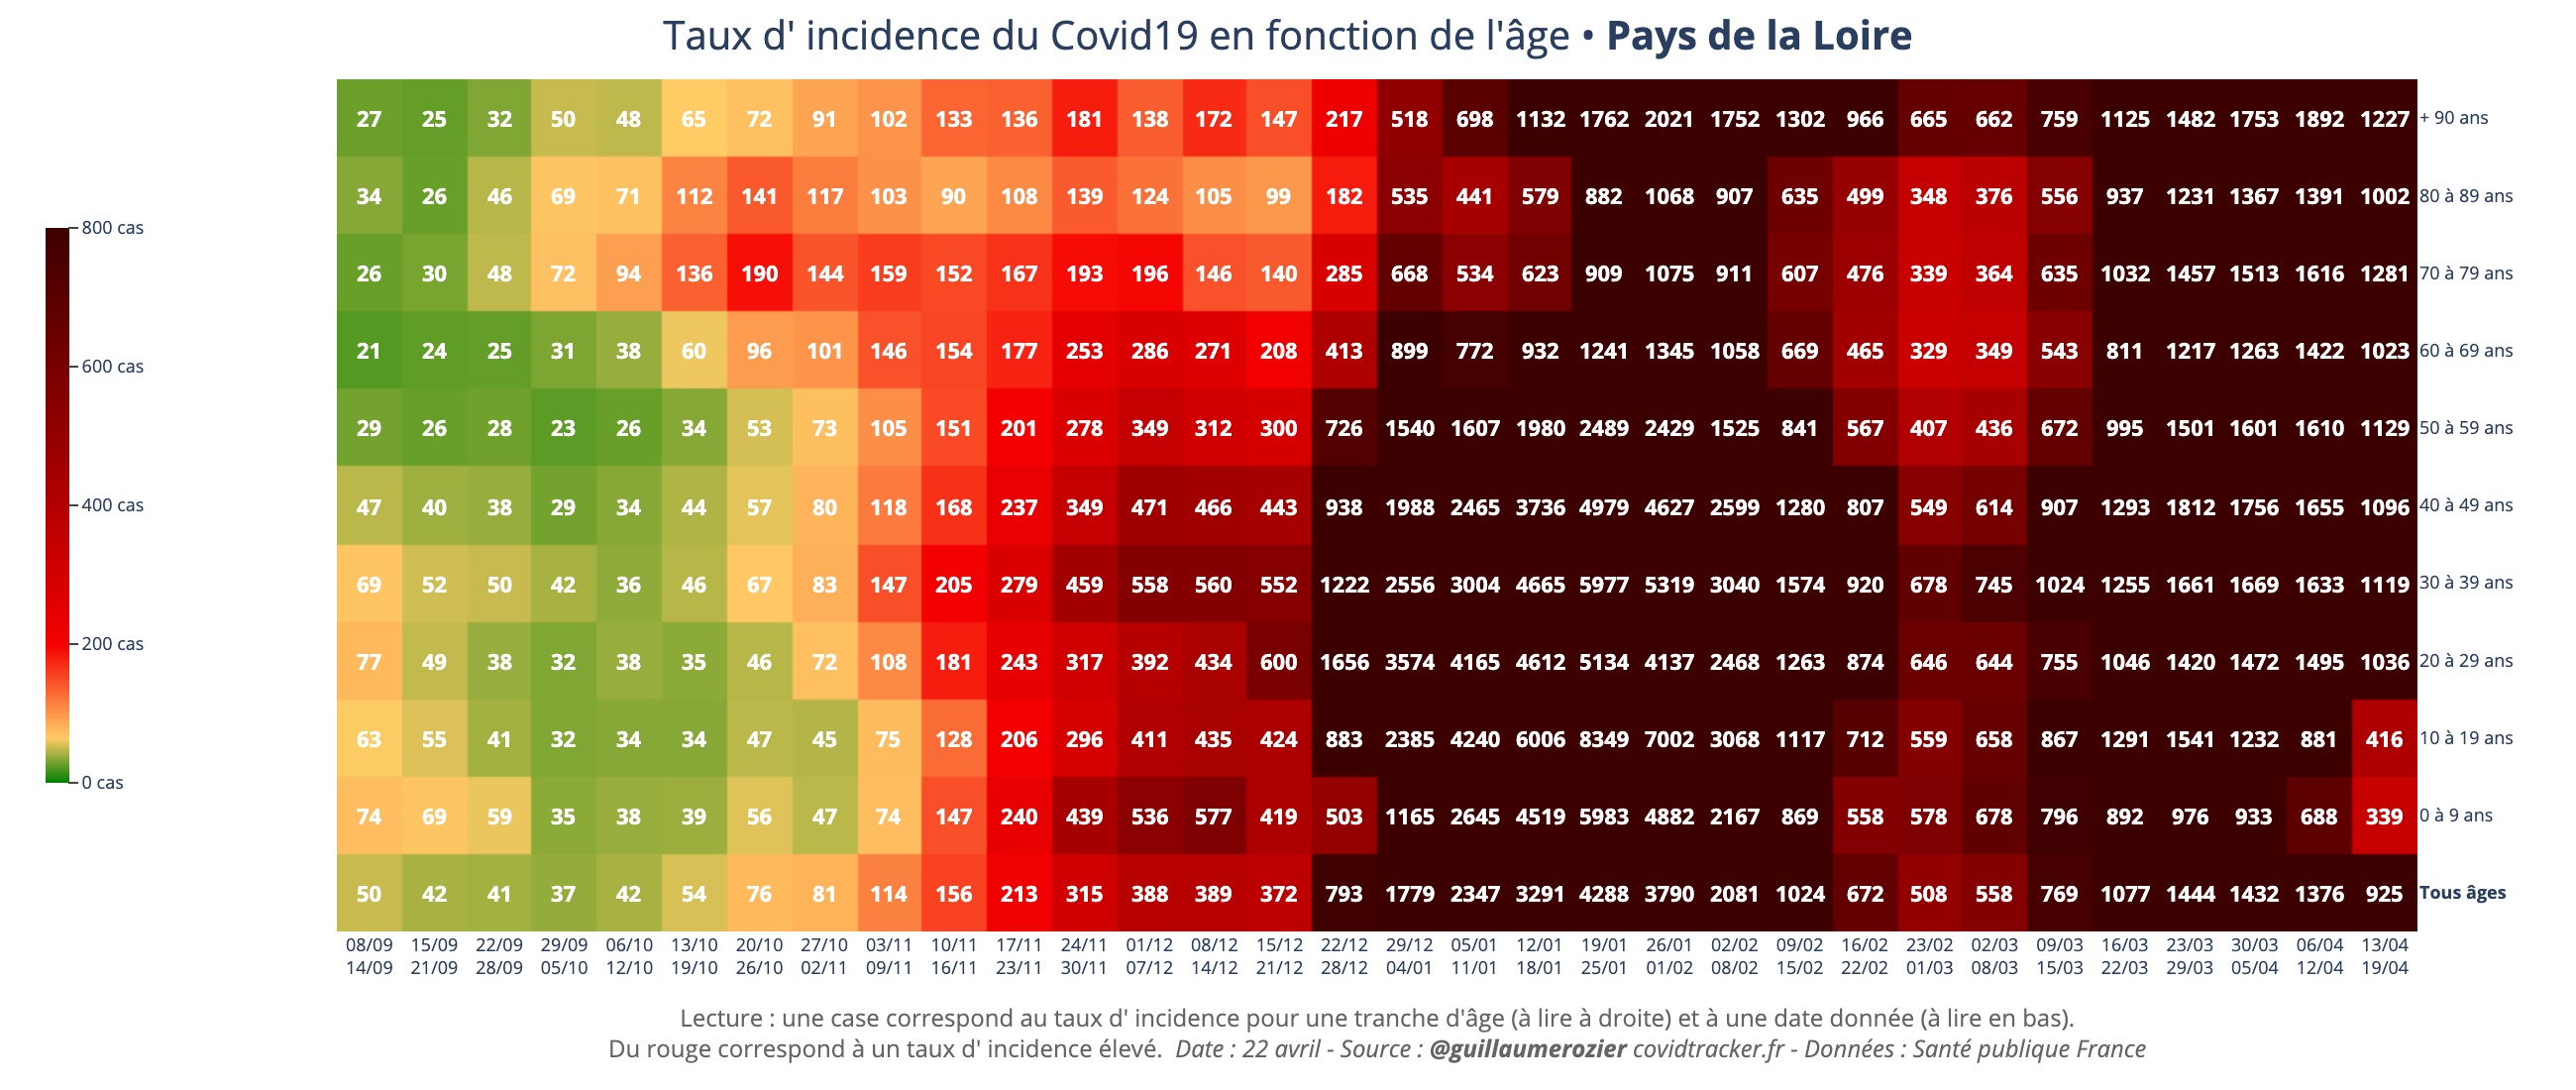 Taux d' incidence du Covid19 en fonction de l'âge • Pays de la Loire
27 25 32 50 48 65 72 91 102 133 136 181 138 172 147 217 518 698 1132 1762 2021 1752 1302 966 665 662 759 1125 1482 1753 1892 1227 + 90 ans
34 26 46 69 71 112 141 117 103 90 108 139 124 105 99 182 535 441 579 882 1068 907 635 499 348 376 556 937 1231 1367 1391 1002 80 à 89 ans
26 30 48 72 94 136 190 144 159 152 167 193 196 146 140 285 668 534 623 909 1075 911 607 476 339 364 635 1032 1457 1513 1616 1281 70 à 79 ans
21 24 25 31 38 60 96 101 146 154 177 253 286 271 208 413 899 772 932 1241 1345 1058 669 465 329 349 543 811 1217 1263 1422 1023 60 à 69 ans
29 26 28 23 26 34 53 73 105 151 201 278 349 312 300 726 1540 1607 1980 2489 2429 1525 841 567 407 436 672 995 1501 1601 1610 1129 50 à 59 ans
47 40 38 29 34 44 57 80 118 168 237 349 471 466 443 938 1988 2465 3736 4979 4627 2599 1280 807 549 614 907 1293 1812 1756 1655 1096 40 à 49 ans
69 52 50 42 36 46 67 83 147 205 279 459 558 560 552 1222 2556 3004 4665 5977 5319 3040 1574 920 678 745 1024 1255 1661 1669 1633 1119 30 à 39 ans
77 49 38 32 38 35 46 72 108 181 243 317 392 434 600 1656 3574 4165 4612 5134 4137 2468 1263 874 646 644 755 1046 1420 1472 1495 1036 20 à 29 ans
63 55 41 32 34 34 47 45 75 128 206 296 411 435 424 883 2385 4240 6006 8349 7002 3068 1117 712 559 658 867 1291 1541 1232 881 416 10 à 19 ans
74 69 59 35 38 39 56 47 74 147 240 439 536 577 419 503 1165 2645 4519 5983 4882 2167 869 558 578 678 796 892 976 933 688 339 0 à 9 ans
50 42 41 37 42 54 76 81 114 156 213 315 388 389 372 793 1779 2347 3291 4288 3790 2081 1024 672 508 558 769 1077 1444 1432 1376 925 Tous âges
08/09 15/09 22/09 29/09 06/10 13/10 20/10 27/10 03/11 10/11 17/11 24/11 01/12 08/12 15/12 22/12 29/12 05/01 12/01 19/01 26/01 02/02 09/02 16/02 23/02 02/03 09/03 16/03 23/03 30/03 06/04 13/04
14/09 21/09 28/09 05/10 12/10 19/10 26/10 02/11 09/11 16/11 23/11 30/11 07/12 14/12 21/12 28/12 04/01 11/01 18/01 25/01 01/02 08/02 15/02 22/02 01/03 08/03 15/03 22/03 29/03 05/04 12/04 19/04
800 cas
600 cas
400 cas
200 cas
0 cas
Lecture : une case correspond au taux d' incidence pour une tranche d'âge (à lire à droite) et à une date donnée (à lire en bas).
Du rouge correspond à un taux d' incidence élevé. Date : 22 avril - Source : @guillaumerozier covidtracker.fr - Données : Santé publique France